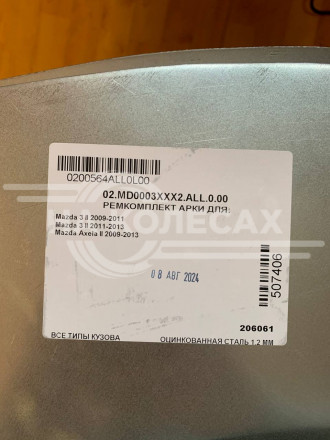 0200564ALL0L00
02.MD0003XXX2.ALL.0.00
РЕМКОМПЛЕКТ АРКИ ДЛЯ:
Mazda 3 II 2009-2011
Mazda 3 II 2011-2013
Mazda Axela II 2009-2013
КОЛЕСАХ
08 АВГ 2024
507406
206061
ВСЕ ТИПЫ КУЗОВА
ОЦИНКОВАННАЯ СТАЛЬ 1,2 ММ